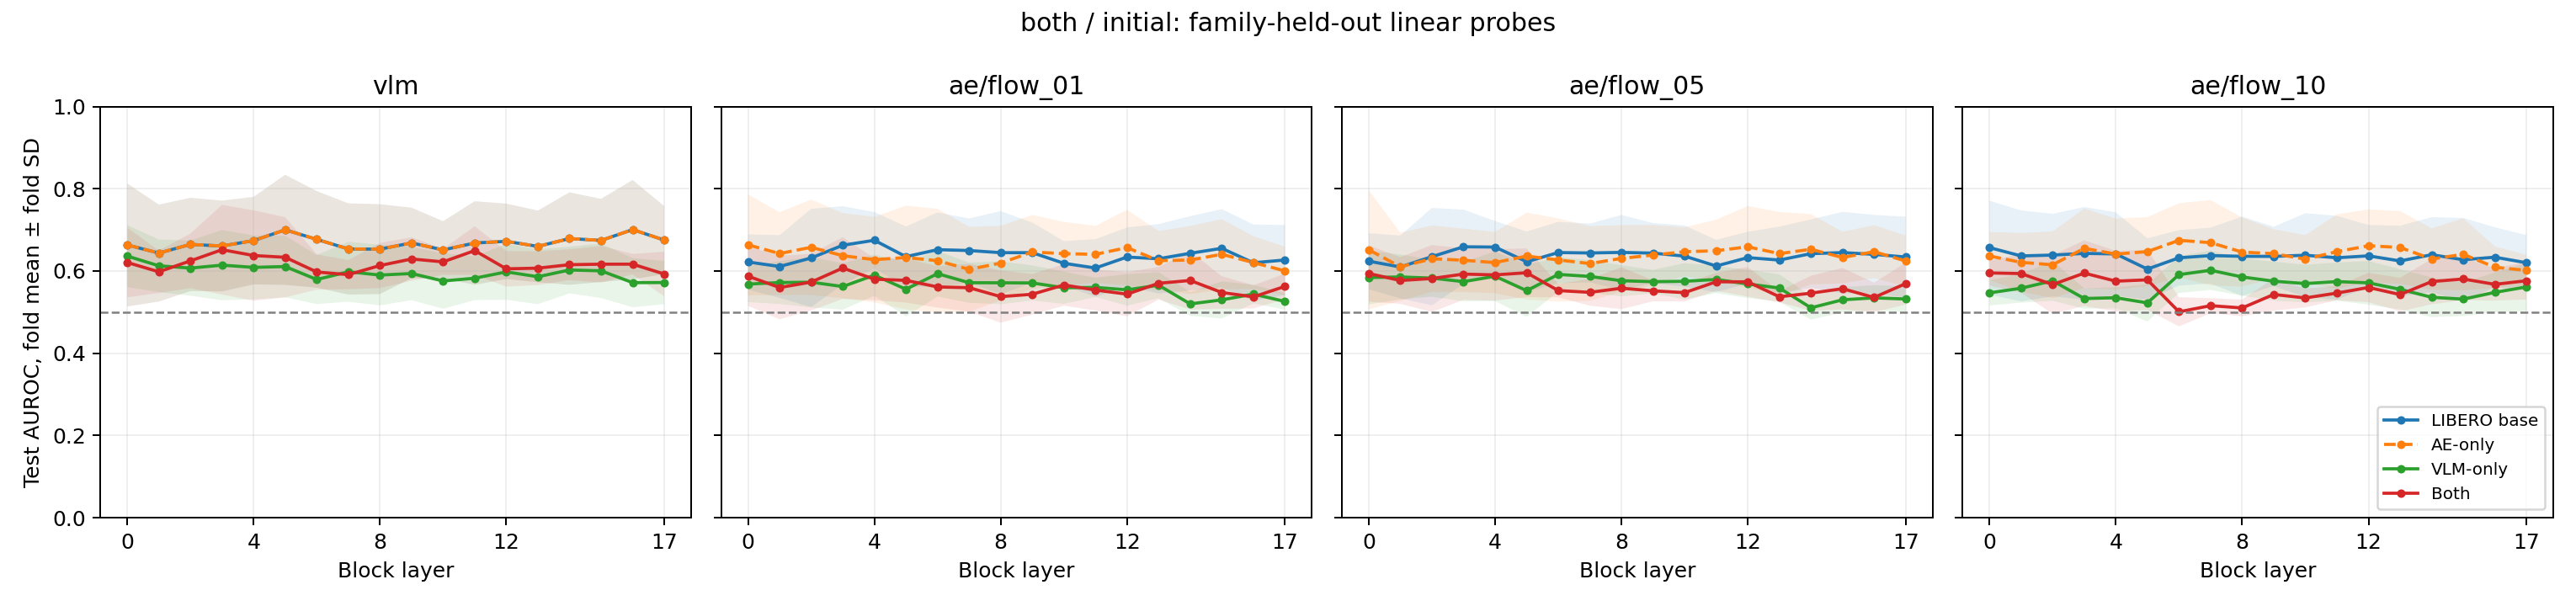 both / initial: family-held-out linear probes
vlm
ae/flow_01
ae/flow_05
ae/flow_10
Test AUROC, fold mean ± fold SD
1.0
0.8
0.6
0.4
0.2
0.0
0 4 8 12 17
0 4 8 12 17
0 4 8 12 17
0 4 8 12 17
Block layer
Block layer
Block layer
Block layer
LIBERO base
AE-only
VLM-only
Both